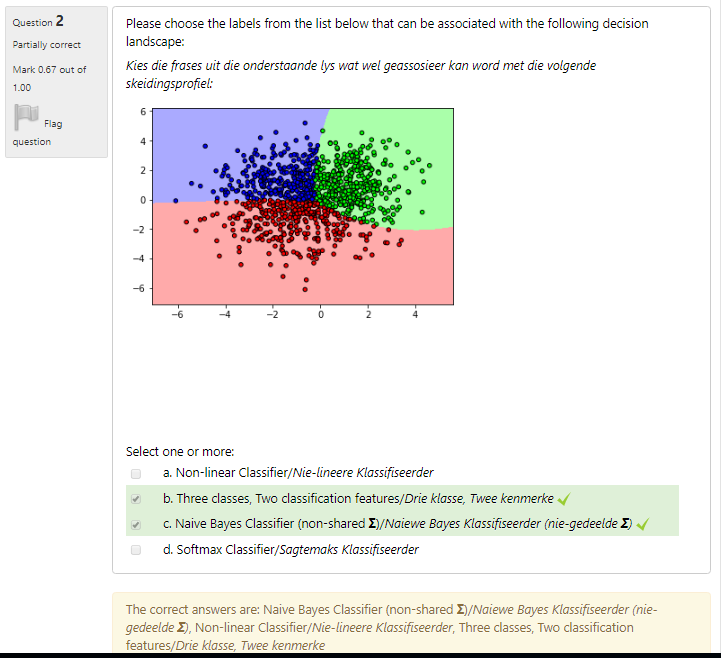 Question 2
Partially correct
Mark 0.67 out of
1.00
Flag
question
Please choose the labels from the list below that can be associated with the following decision
landscape:
Kies die frases uit die onderstaande lys wat wel geassosieer kan word met die volgende
skeidingsprofiel:
6
4
2
0
−2
−4
−6
−6 −4 −2 0 2 4
Select one or more:
a. Non-linear Classifier/Nie-lineere Klassifiseerder
b. Three classes, Two classification features/Drie klasse, Twee kenmerke
c. Naive Bayes Classifier (non-shared Σ)/Naiewe Bayes Klassifiseerder (nie-gedeelde Σ)
d. Softmax Classifier/Sagtemaks Klassifiseerder
The correct answers are: Naive Bayes Classifier (non-shared Σ)/Naiewe Bayes Klassifiseerder (nie-
gedeelde Σ), Non-linear Classifier/Nie-lineere Klassifiseerder, Three classes, Two classification
features/Drie klasse, Twee kenmerke